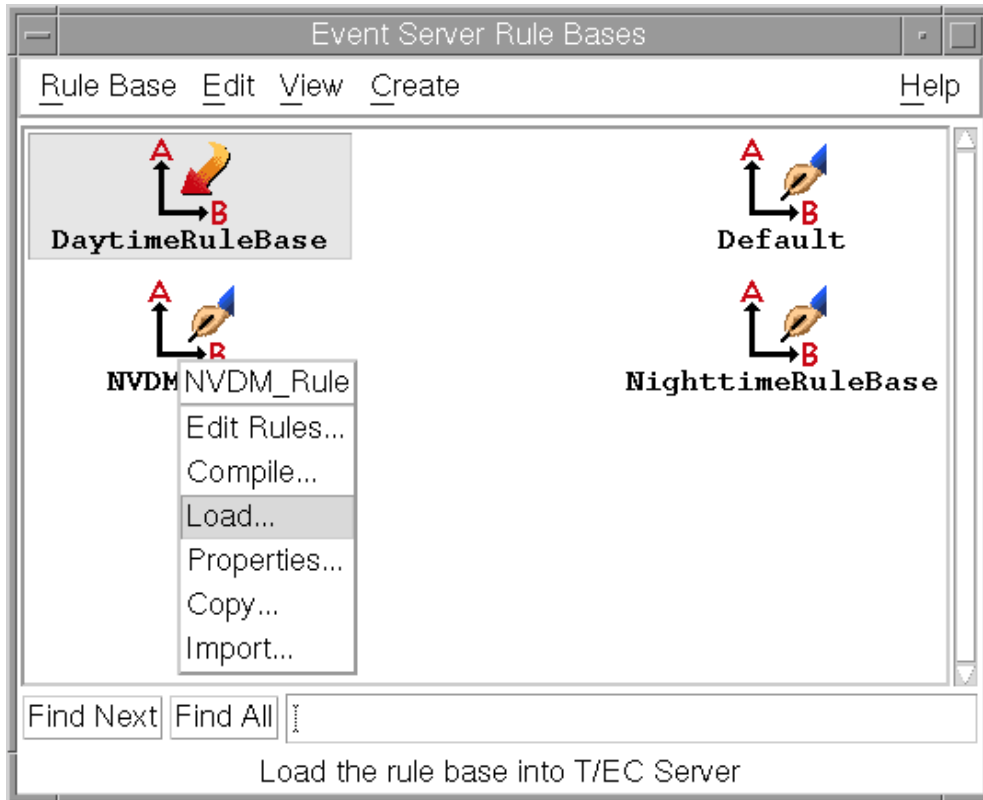 Event Server Rule Bases
Rule Base Edit View Create Help
A
B
DaytimeRuleBase
A
B
Default
A
B
NVDM
A
B
NighttimeRuleBase
NVDM_Rule
Edit Rules...
Compile...
Load...
Properties...
Copy...
Import...
Find Next Find All
Load the rule base into T/EC Server